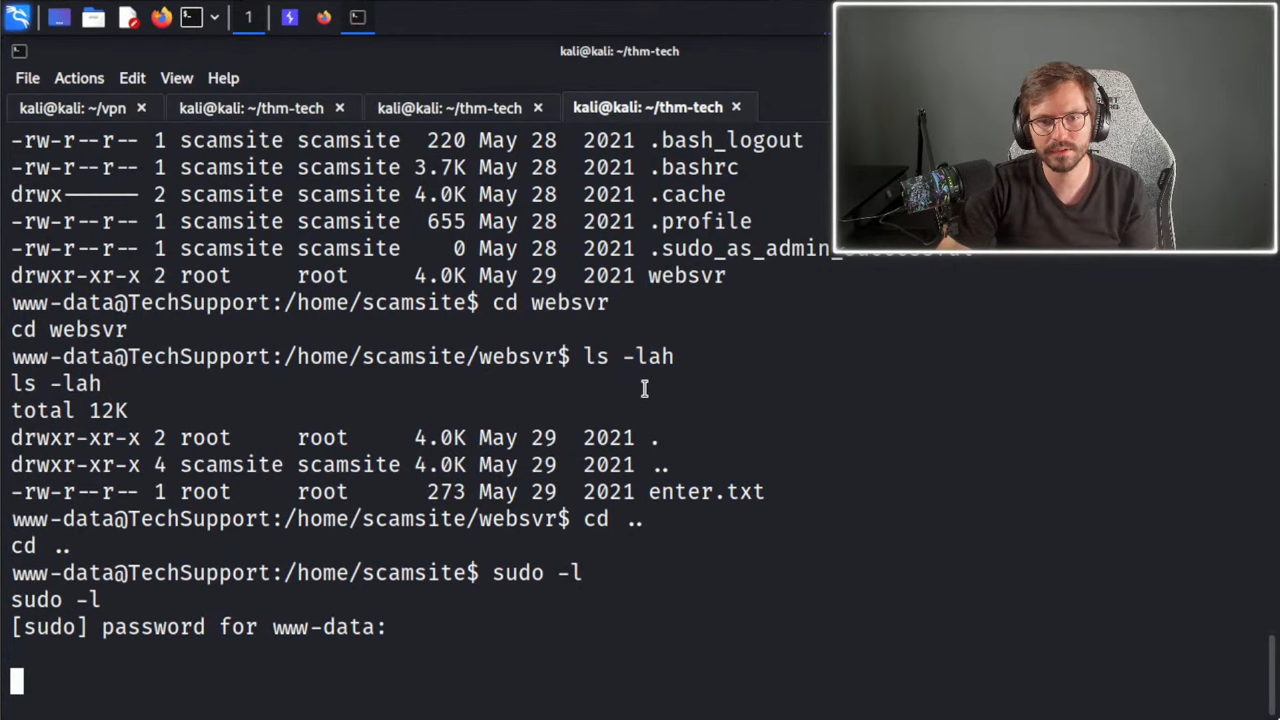 1
kali@kali: ~/thm-tech
File Actions Edit View Help
kali@kali: ~/vpn kali@kali: ~/thm-tech kali@kali: ~/thm-tech kali@kali: ~/thm-tech
-rw-r--r-- 1 scamsite scamsite 220 May 28 2021 .bash_logout
-rw-r--r-- 1 scamsite scamsite 3.7K May 28 2021 .bashrc
drwx------ 2 scamsite scamsite 4.0K May 28 2021 .cache
-rw-r--r-- 1 scamsite scamsite 655 May 28 2021 .profile
-rw-r--r-- 1 scamsite scamsite 0 May 28 2021 .sudo_as_admin_
drwxr-xr-x 2 root root 4.0K May 29 2021 websvr
www-data@TechSupport:/home/scamsite$ cd websvr
cd websvr
www-data@TechSupport:/home/scamsite/websvr$ ls -lah
ls -lah
total 12K
drwxr-xr-x 2 root root 4.0K May 29 2021 .
drwxr-xr-x 4 scamsite scamsite 4.0K May 29 2021 ..
-rw-r--r-- 1 root root 273 May 29 2021 enter.txt
www-data@TechSupport:/home/scamsite/websvr$ cd ..
cd ..
www-data@TechSupport:/home/scamsite$ sudo -l
sudo -l
[sudo] password for www-data: